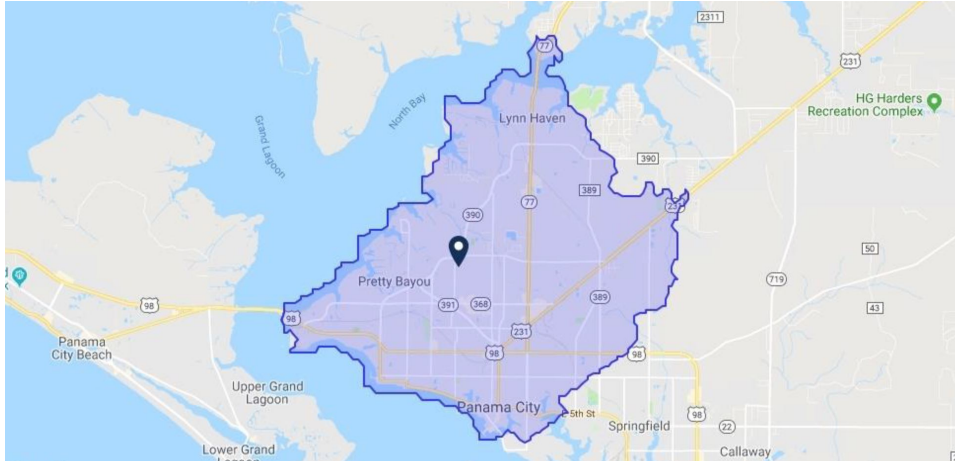 2311
77
231
HG Harders
Recreation Complex
North Bay
Lynn Haven
Grand Lagoon
390
389
77
231
390
50
719
Pretty Bayou
98
391
368
389
43
98
231
Panama
City Beach
98
98
Upper Grand
Lagoon
Panama City
E 5th St
98
Springfield
22
Lower Grand
Callaway